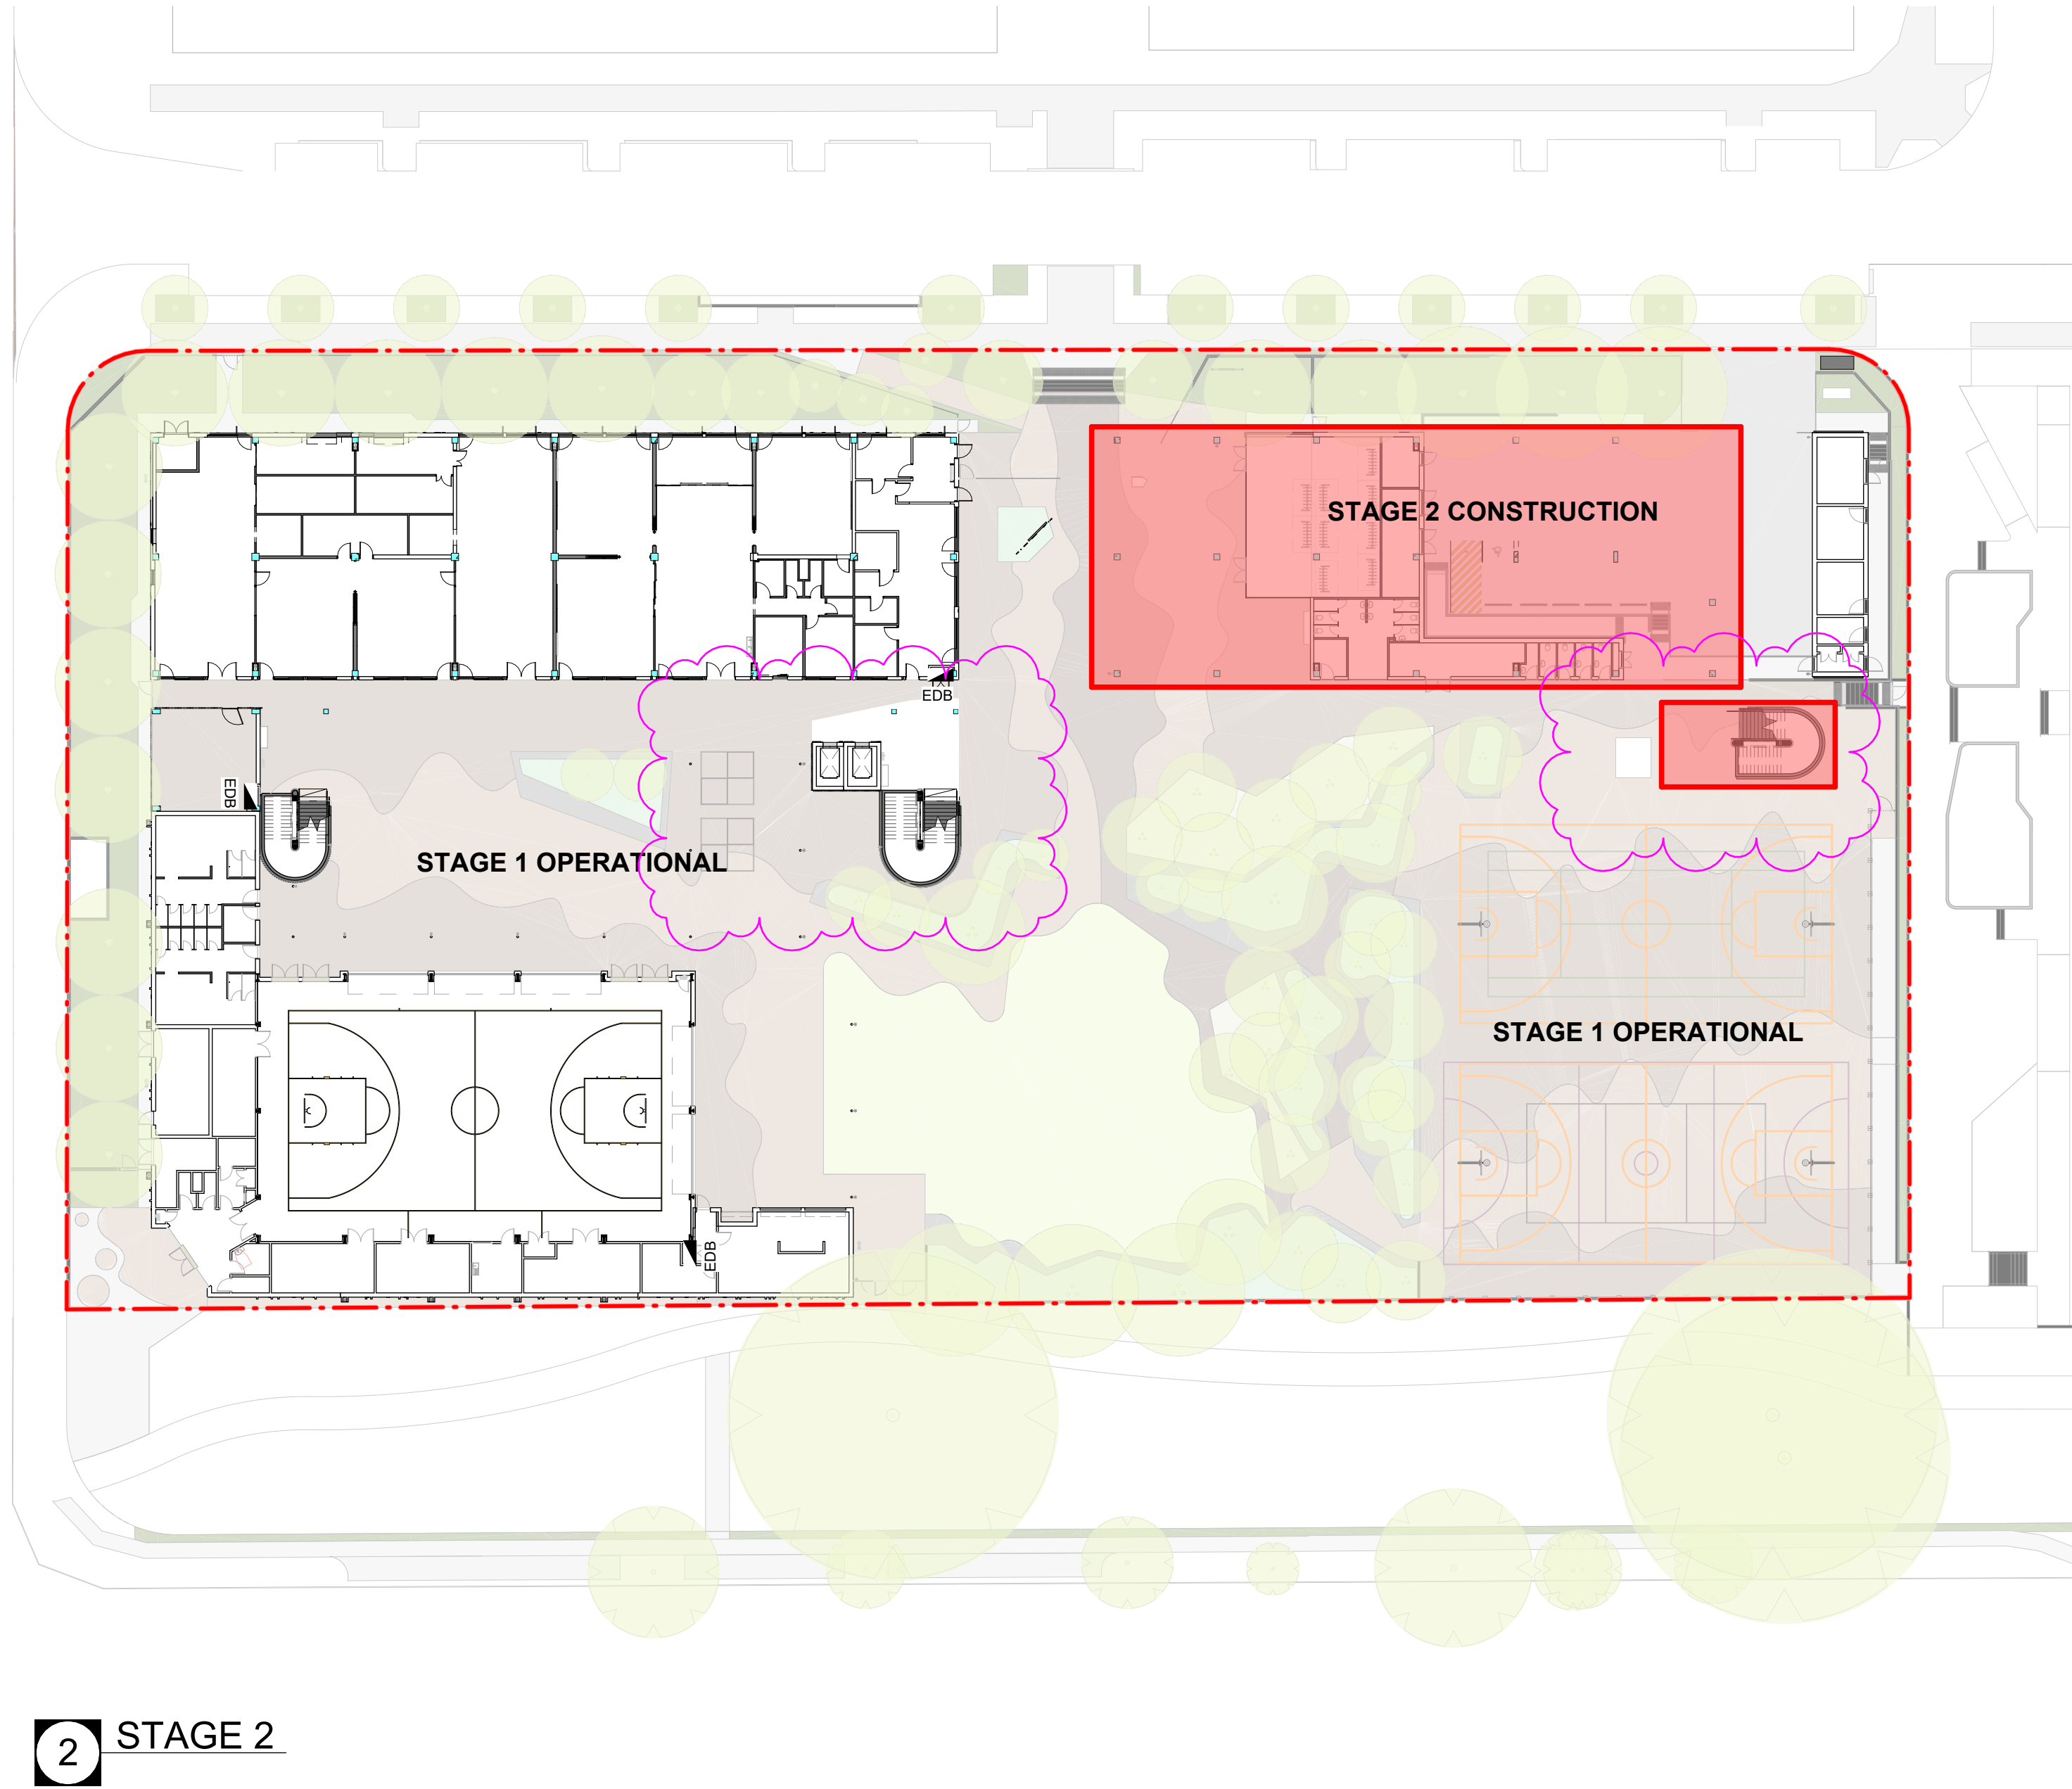 STAGE 2 CONSTRUCTION
EDB
EDB
STAGE 1 OPERATIONAL
STAGE 1 OPERATIONAL
EDB
2 STAGE 2